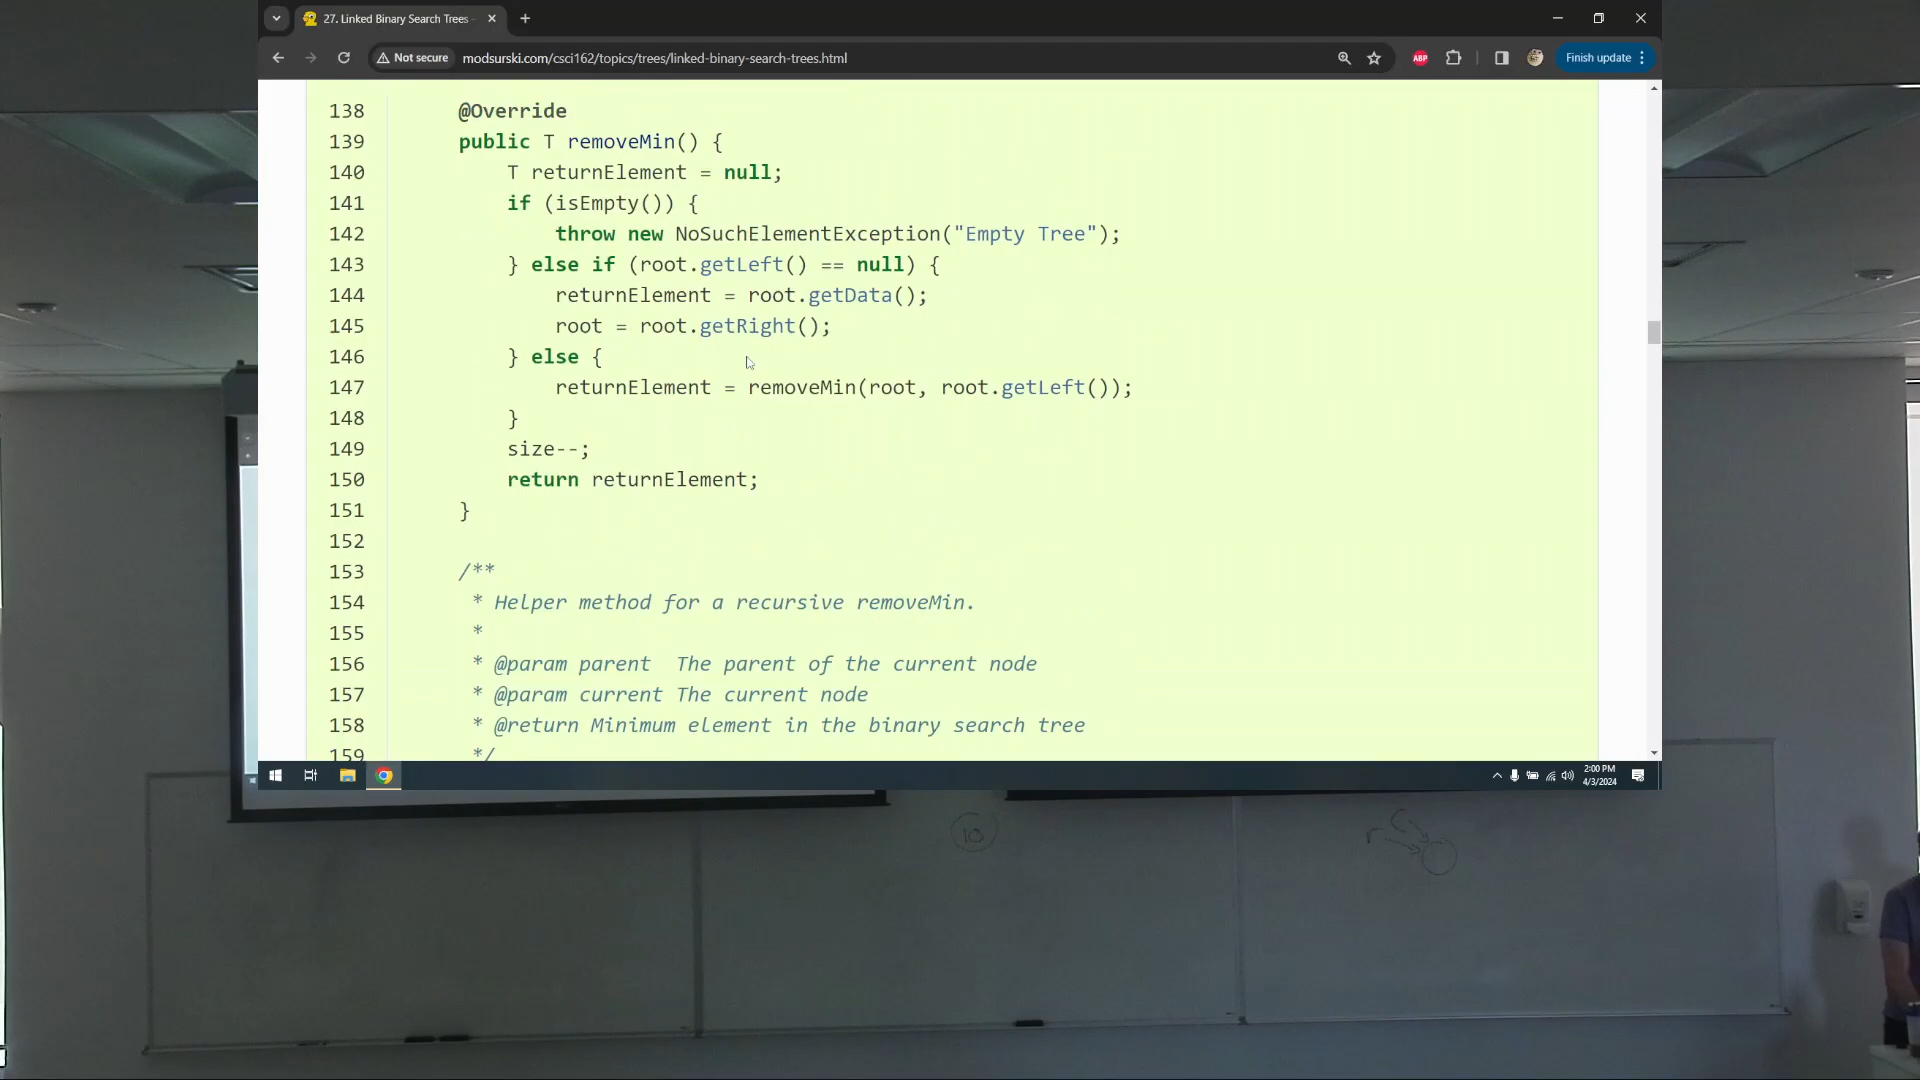 27. Linked Binary Search Trees
Not secure
modsurski.com/csci162/topics/trees/linked-binary-search-trees.html
ABP
Finish update
138 @Override
139 public T removeMin() {
140 T returnElement = null;
141 if (isEmpty()) {
142 throw new NoSuchElementException("Empty Tree");
143 } else if (root.getLeft() == null) {
144 returnElement = root.getData();
145 root = root.getRight();
146 } else {
147 returnElement = removeMin(root, root.getLeft());
148 }
149 size--;
150 return returnElement;
151 }
152
153 /**
154 * Helper method for a recursive removeMin.
155 *
156 * @param parent The parent of the current node
157 * @param current The current node
158 * @return Minimum element in the binary search tree
159 */
2:00 PM
4/3/2024
10
r
C